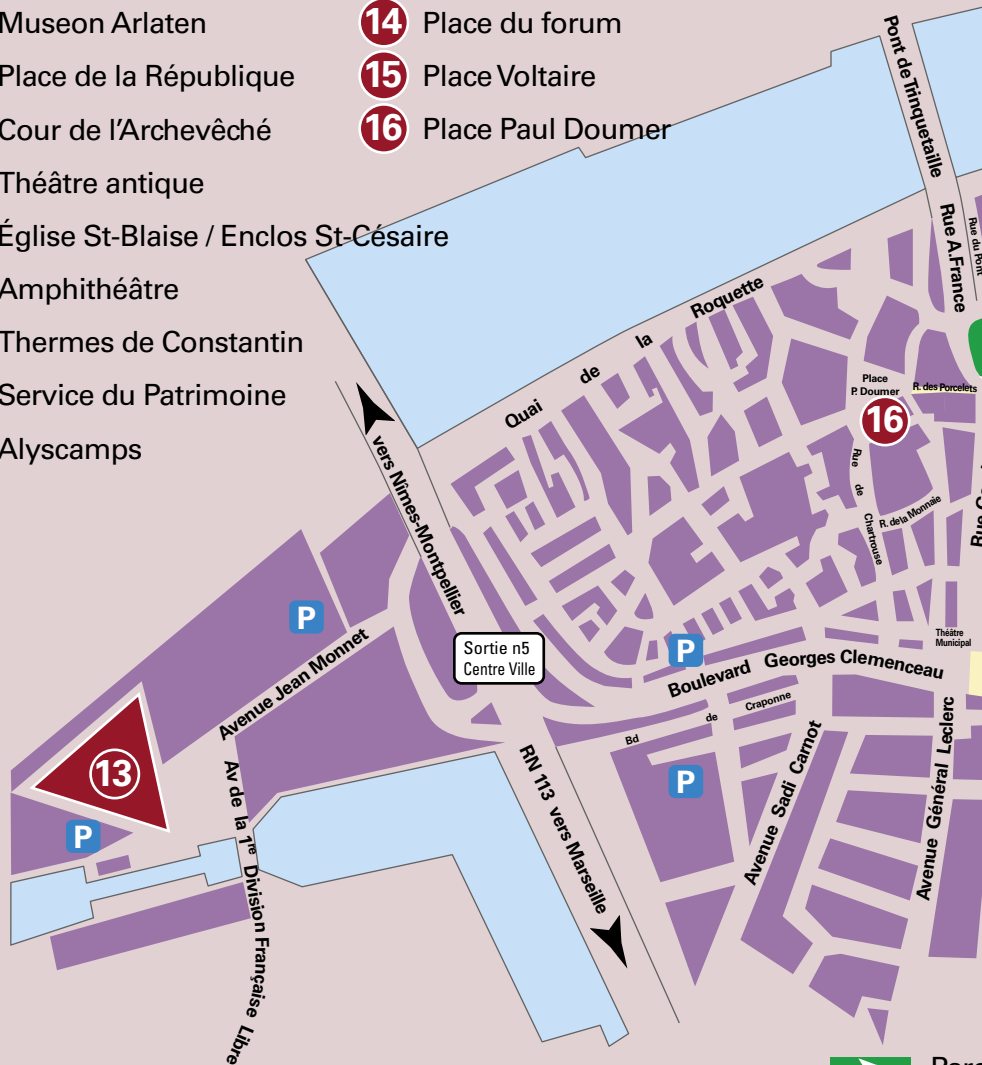 Museon Arlaten
Place de la République
Cour de l'Archevêché
Théâtre antique
Église St-Blaise / Enclos St-Césaire
Amphithéâtre
Thermes de Constantin
Service du Patrimoine
Alyscamps
14 Place du forum
15 Place Voltaire
16 Place Paul Doumer
Pont de Trinquetaille
Rue A.France
Rue du Pont
Quai de la Roquette
Place
P. Doumer
R. des Porcelets
16
Rue de Chartrouse
R. de la Monnaie
Rue
vers Nîmes-Montpellier
P
Avenue Jean Monnet
Sortie n5
Centre Ville
P
Boulevard Georges Clemenceau
Théâtre
Municipal
Bd de Craponne
13
P
Av de la 1re Division Française Libre
RN 113 vers Marseille
P
Avenue Sadi Carnot
Avenue Général Leclerc